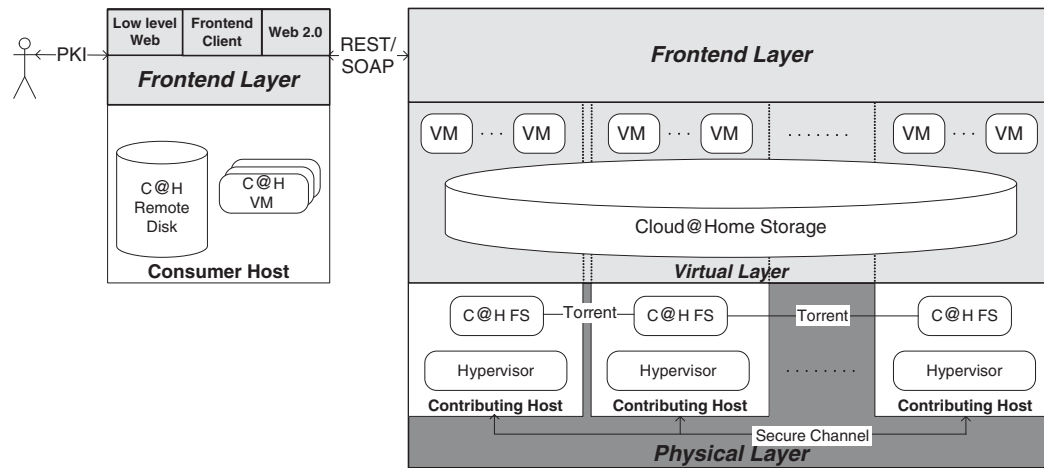 Low level
Web
Frontend
Client
Web 2.0
PKI
REST/
SOAP
Frontend Layer
Frontend Layer
VM
VM
VM
VM
VM
VM
C@H
Remote
Disk
C@H
VM
Consumer Host
Cloud@Home Storage
Virtual Layer
C@H FS
Torrent
C@H FS
Torrent
C@H FS
Hypervisor
Hypervisor
Hypervisor
Contributing Host
Contributing Host
Contributing Host
Secure Channel
Physical Layer